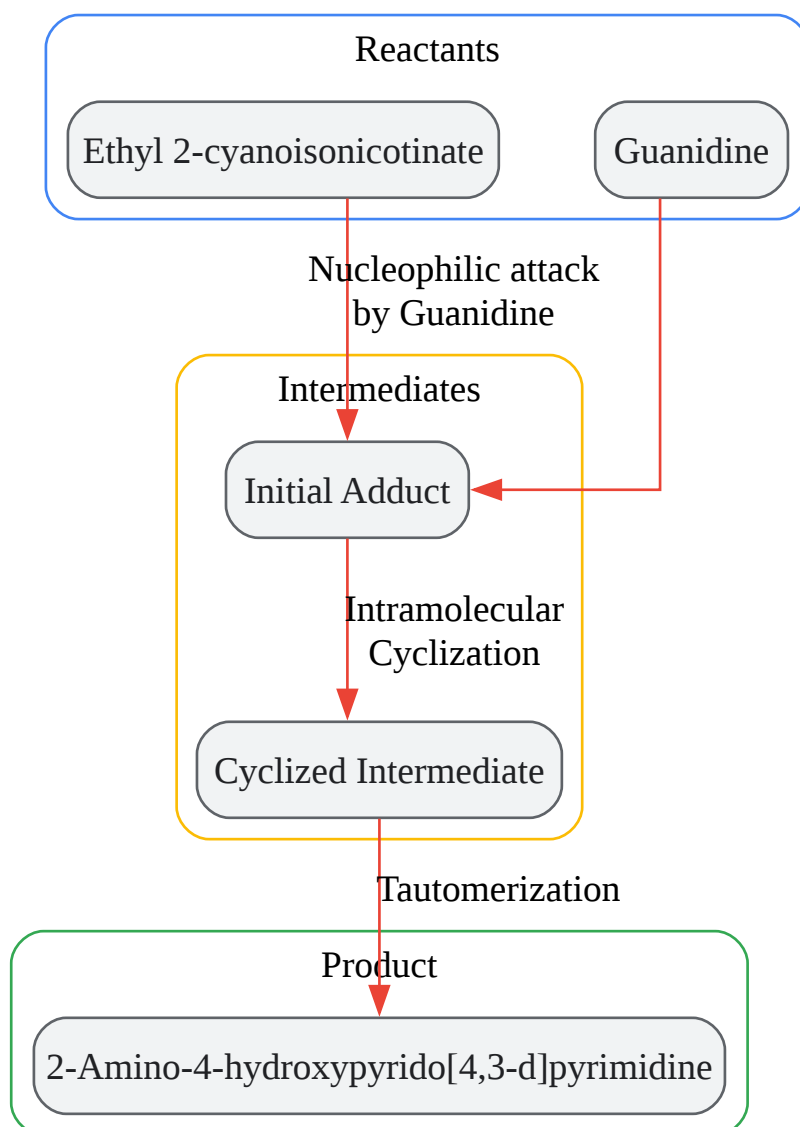 Reactants
Ethyl 2-cyanoisonicotinate
Guanidine
Nucleophilic attack
by Guanidine
Intermediates
Initial Adduct
Intramolecular
Cyclization
Cyclized Intermediate
Tautomerization
Product
2-Amino-4-hydroxypyrido[4,3-d]pyrimidine